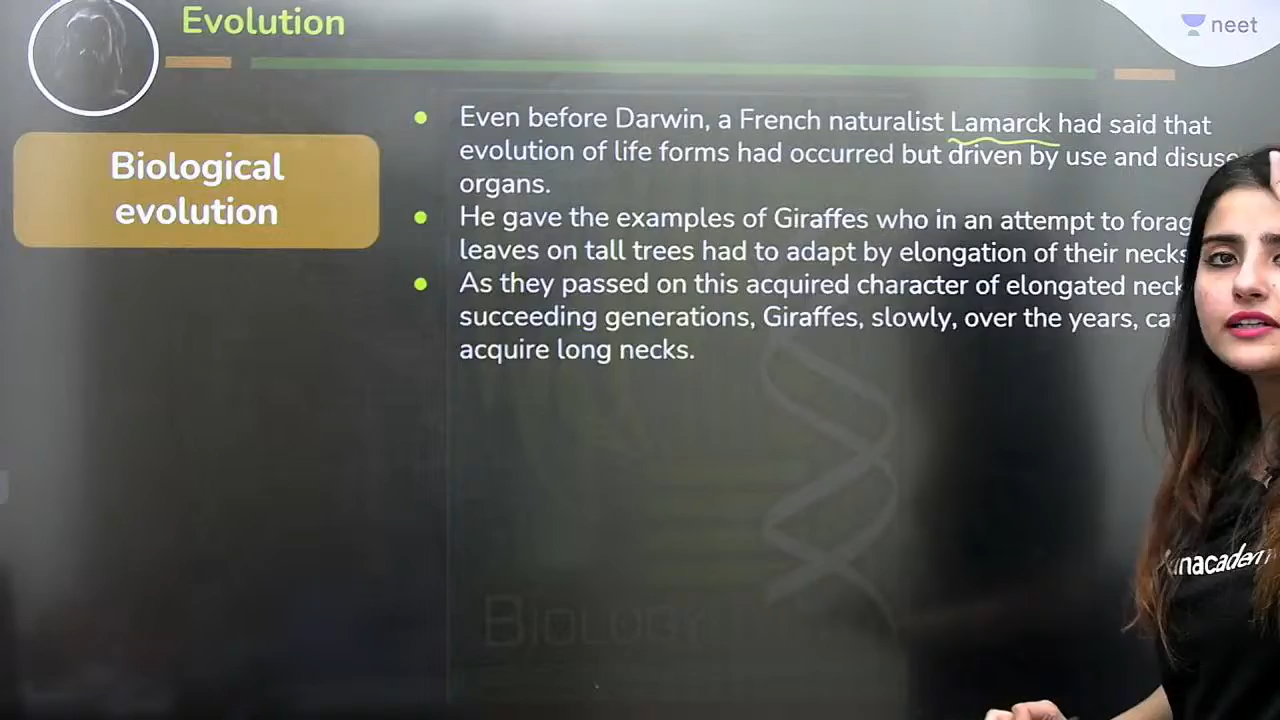 Evolution
neet
Biological
evolution
Even before Darwin, a French naturalist Lamarck had said that
evolution of life forms had occurred but driven by use and disuse
organs.
He gave the examples of Giraffes who in an attempt to
leaves on tall trees had to adapt by elongation of their necks
As they passed on this acquired character of elongated
succeeding generations, Giraffes, slowly, over the years,
acquire long necks.
BIOLOGY